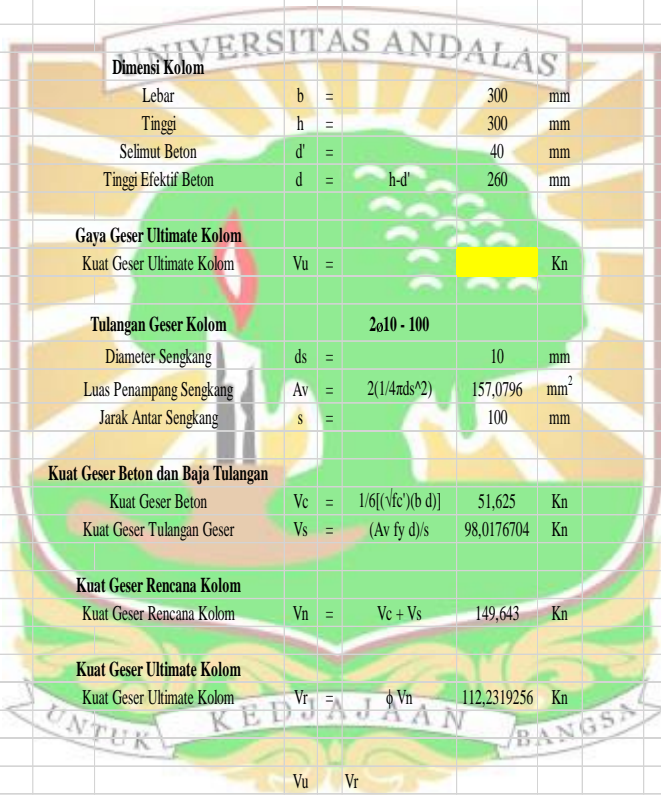 UNIVERSITAS ANDALAS
Dimensi Kolom
Lebar b = 300 mm
Tinggi h = 300 mm
Selimut Beton d' = 40 mm
Tinggi Efektif Beton d = h-d' 260 mm
Gaya Geser Ultimate Kolom
Kuat Geser Ultimate Kolom Vu = Kn
Tulangan Geser Kolom 2ø10 - 100
Diameter Sengkang ds = 10 mm
Luas Penampang Sengkang Av = 2(1/4πds^2) 157,0796 mm²
Jarak Antar Sengkang s = 100 mm
Kuat Geser Beton dan Baja Tulangan
Kuat Geser Beton Vc = 1/6[(√fc')(b d)] 51,625 Kn
Kuat Geser Tulangan Geser Vs = (Av fy d)/s 98,0176704 Kn
Kuat Geser Rencana Kolom
Kuat Geser Rencana Kolom Vn = Vc + Vs 149,643 Kn
Kuat Geser Ultimate Kolom
Kuat Geser Ultimate Kolom Vr = ϕ Vn 112,2319256 Kn
UNTUK KEDJAJAAN BANGSA
Vu Vr